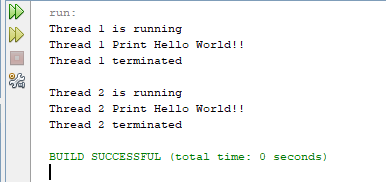 run:
Thread 1 is running
Thread 1 Print Hello World!!
Thread 1 terminated
Thread 2 is running
Thread 2 Print Hello World!!
Thread 2 terminated
BUILD SUCCESSFUL (total time: 0 seconds)